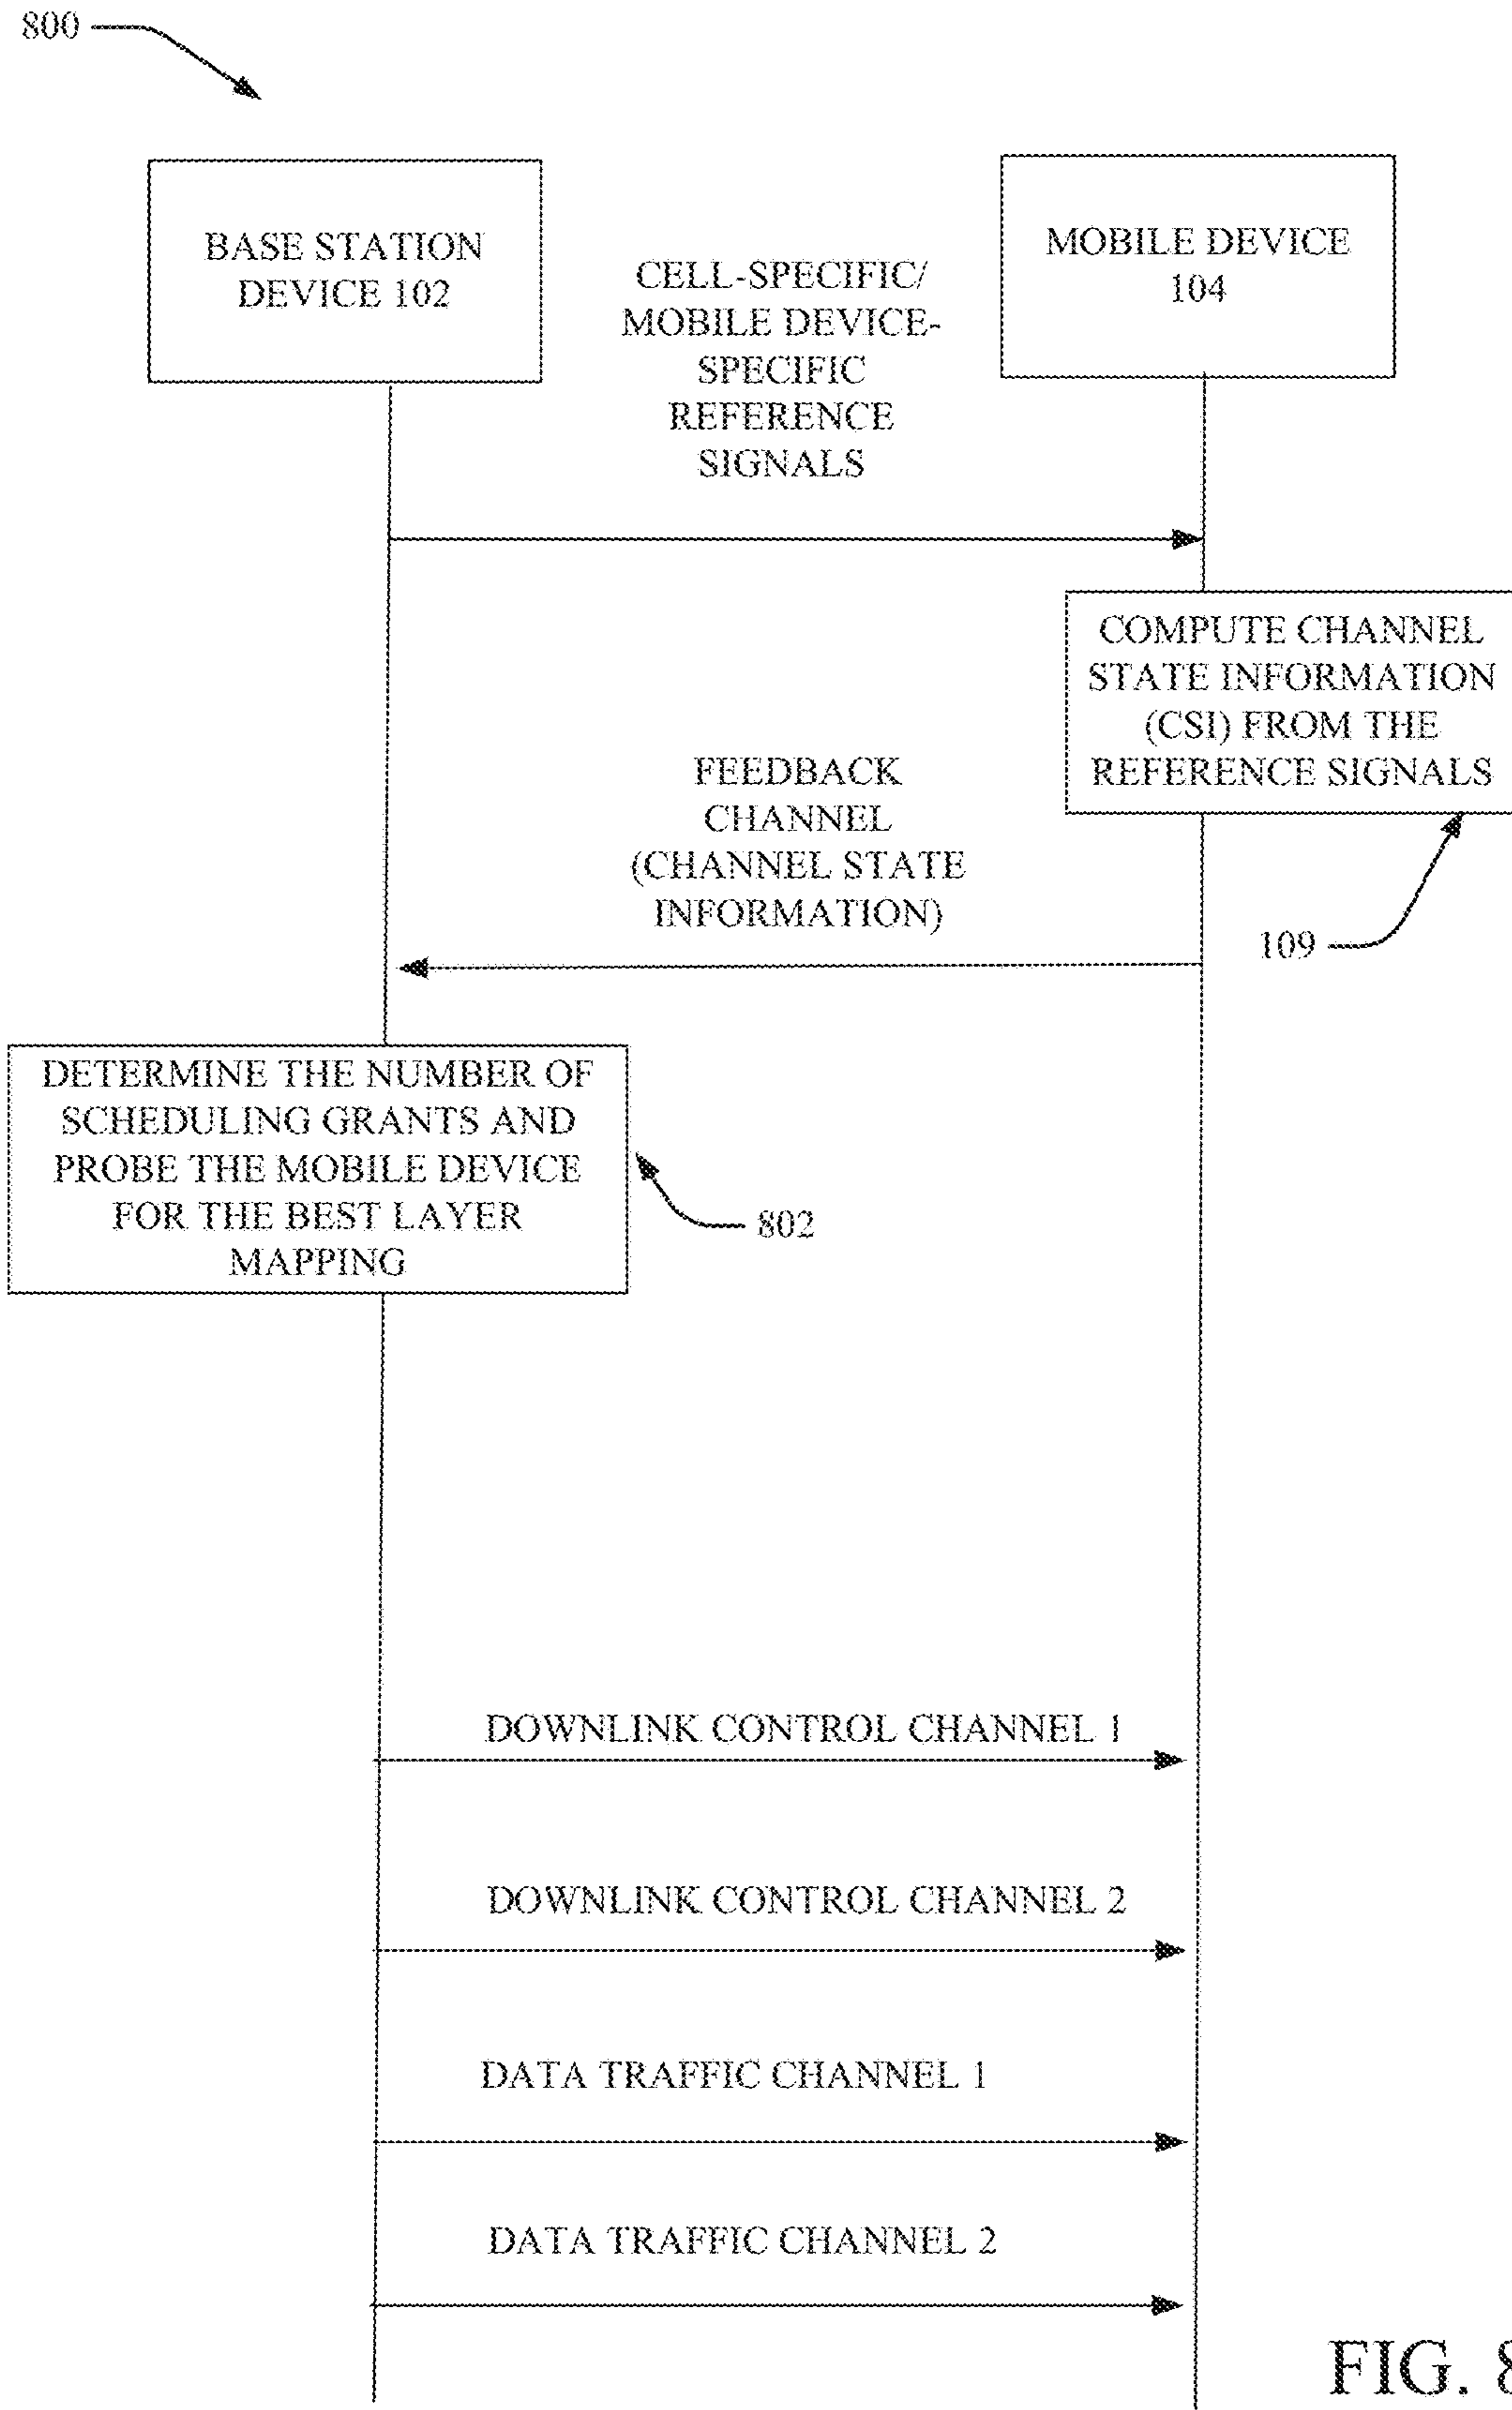 800
BASE STATION
DEVICE 102
MOBILE DEVICE
104
CELL-SPECIFIC/
MOBILE DEVICE-
SPECIFIC
REFERENCE
SIGNALS
COMPUTE CHANNEL
STATE INFORMATION
(CSI) FROM THE
REFERENCE SIGNALS
109
FEEDBACK
CHANNEL
(CHANNEL STATE
INFORMATION)
DETERMINE THE NUMBER OF
SCHEDULING GRANTS AND
PROBE THE MOBILE DEVICE
FOR THE BEST LAYER
MAPPING
802
DOWNLINK CONTROL CHANNEL 1
DOWNLINK CONTROL CHANNEL 2
DATA TRAFFIC CHANNEL 1
DATA TRAFFIC CHANNEL 2
FIG. 8